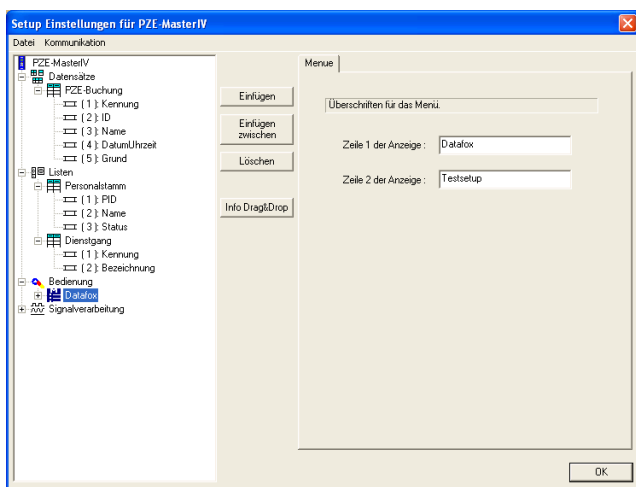 Setup Einstellungen für PZE-MasterIV
Datei Kommunikation
PZE-MasterIV
Datensätze
PZE-Buchung
( 1 ): Kennung
( 2 ): ID
( 3 ): Name
( 4 ): DatumUhrzeit
( 5 ): Grund
Listen
Personalstamm
( 1 ): PID
( 2 ): Name
( 3 ): Status
Dienstgang
( 1 ): Kennung
( 2 ): Bezeichnung
Bedienung
Datafox
Signalverarbeitung
Einfügen
Einfügen
zwischen
Löschen
Info Drag&Drop
Menue
Überschriften für das Menü.
Zeile 1 der Anzeige : Datafox
Zeile 2 der Anzeige : Testsetup
OK